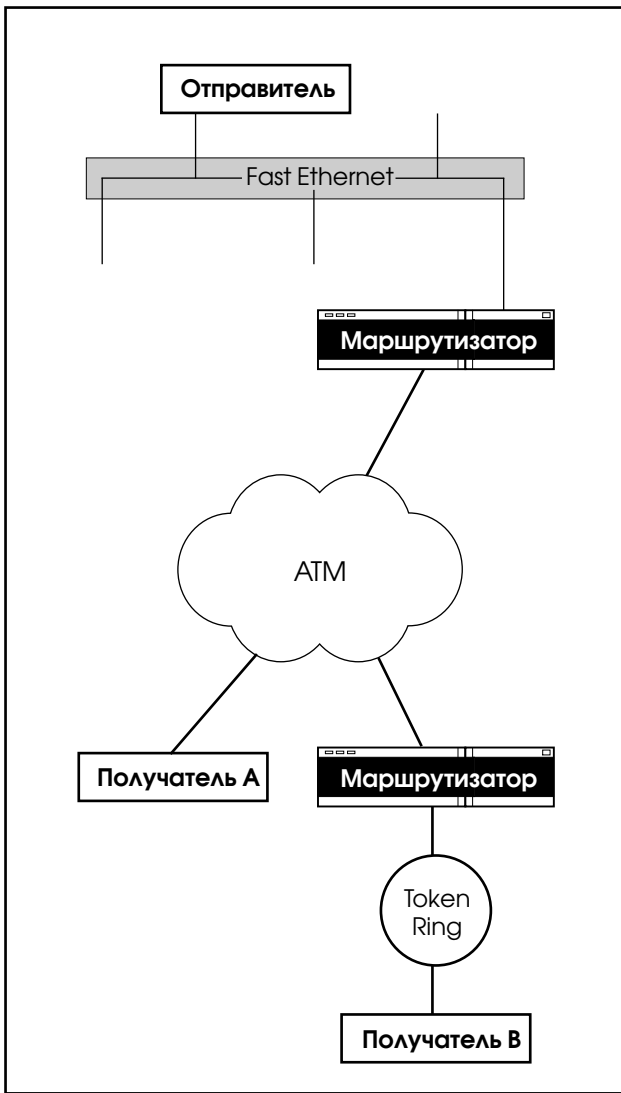 Отправитель
Fast Ethernet
Маршрутизатор
ATM
Получатель A
Маршрутизатор
Token
Ring
Получатель B